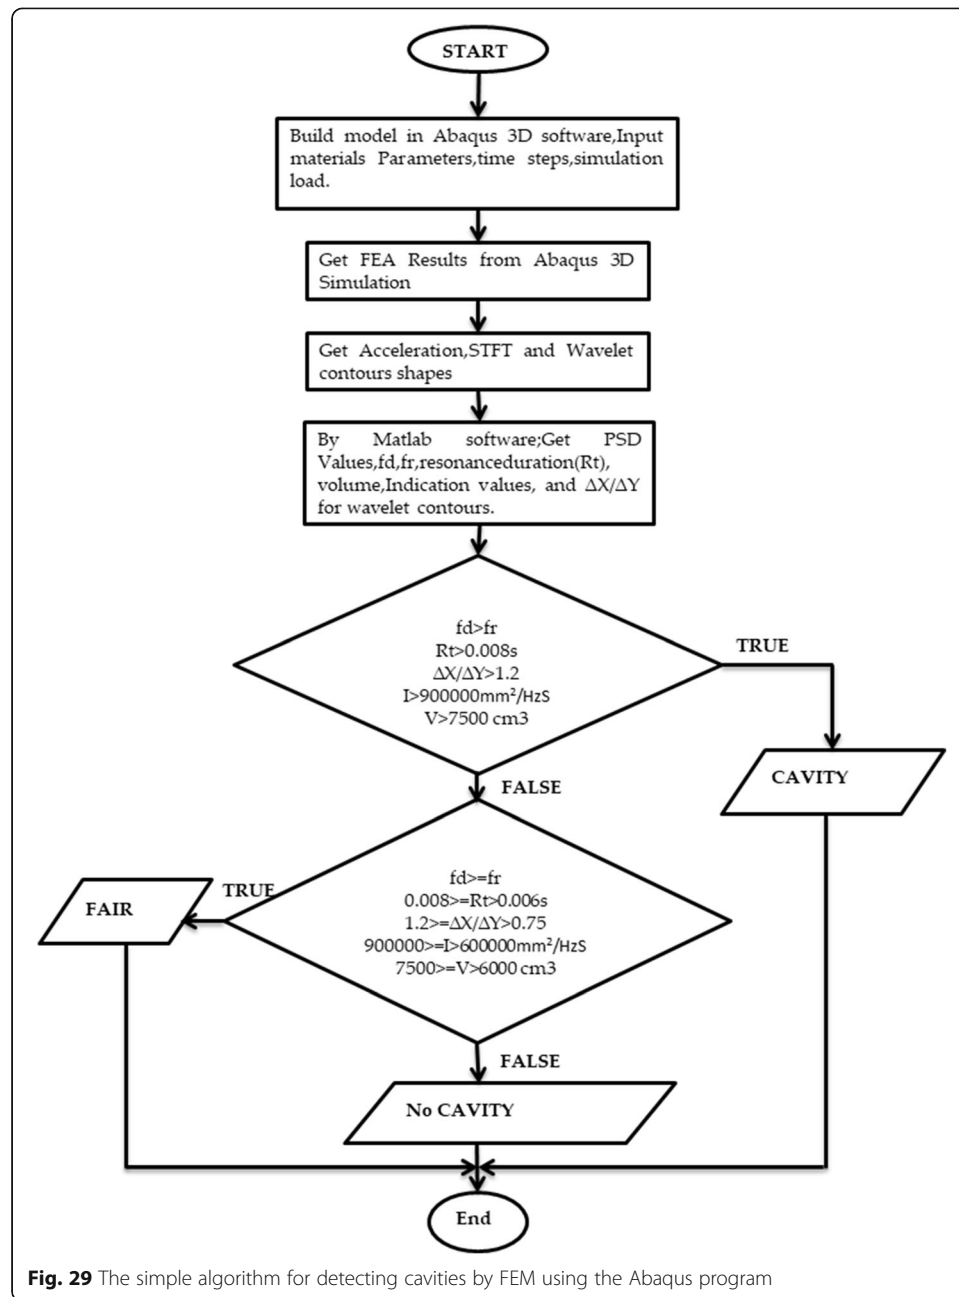 START
Build model in Abaqus 3D software,Input
materials Parameters,time steps,simulation
load.
Get FEA Results from Abaqus 3D
Simulation
Get Acceleration,STFT and Wavelet
contours shapes
By Matlab software;Get PSD
Values,fd,fr,resonanceduration(Rt),
volume,Indication values, and ΔX/ΔY
for wavelet contours.
fd>fr
Rt>0.008s
ΔX/ΔY>1.2
I>900000mm²/HzS
V>7500 cm3
TRUE
CAVITY
FALSE
fd>=fr
0.008>=Rt>0.006s
1.2>=ΔX/ΔY>0.75
900000>=I>600000mm²/HzS
7500>=V>6000 cm3
TRUE
FAIR
FALSE
No CAVITY
End
Fig. 29 The simple algorithm for detecting cavities by FEM using the Abaqus program